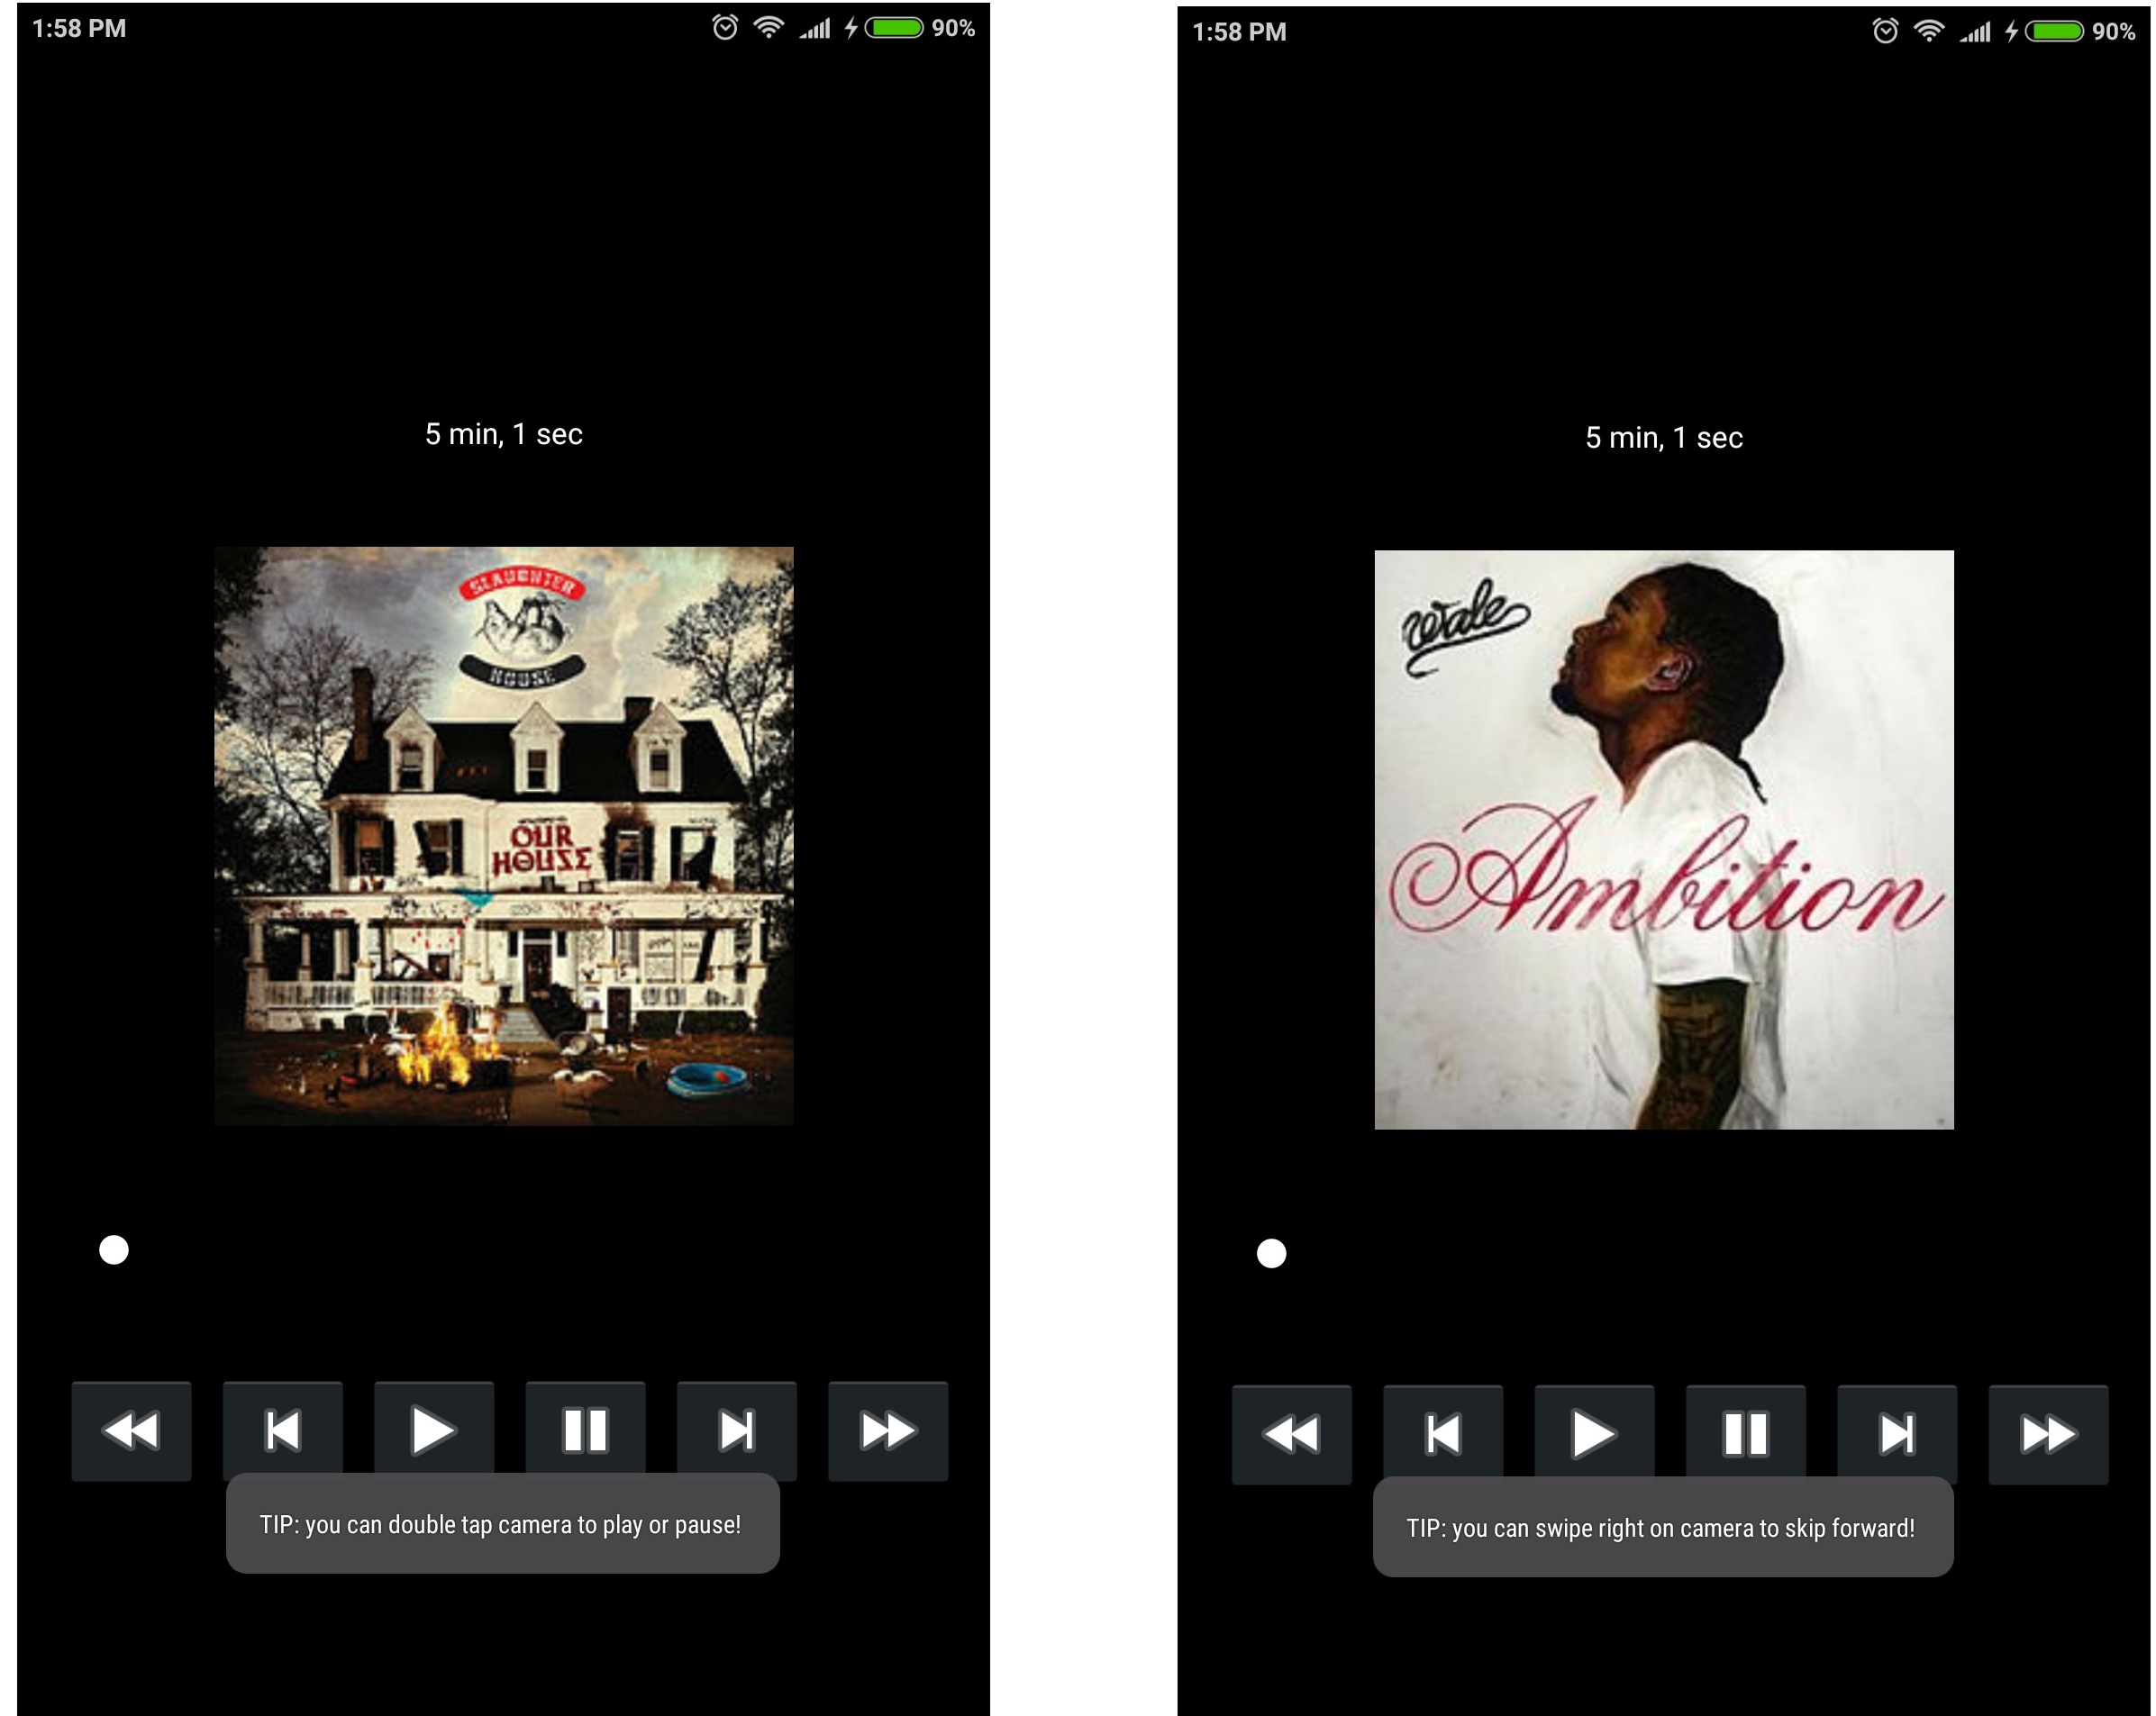 1:58 PM
90%
5 min, 1 sec
SLAUGHTER
HOUSE
OUR
HOUSE
TIP: you can double tap camera to play or pause!
1:58 PM
90%
5 min, 1 sec
Wale
Ambition
TIP: you can swipe right on camera to skip forward!